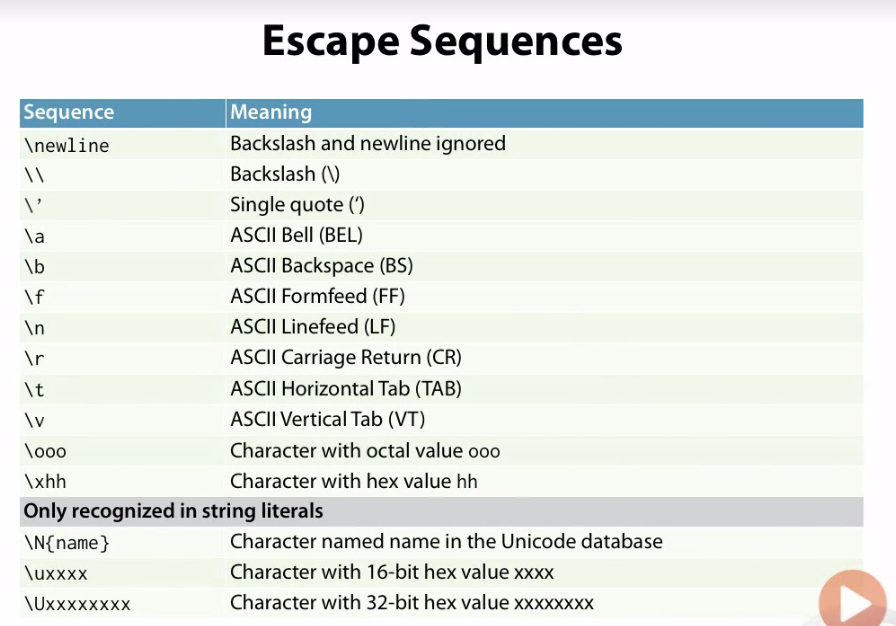 Escape Sequences
Sequence Meaning
\newline Backslash and newline ignored
\\ Backslash (\)
\’ Single quote (‘)
\a ASCII Bell (BEL)
\b ASCII Backspace (BS)
\f ASCII Formfeed (FF)
\n ASCII Linefeed (LF)
\r ASCII Carriage Return (CR)
\t ASCII Horizontal Tab (TAB)
\v ASCII Vertical Tab (VT)
\ooo Character with octal value ooo
\xhh Character with hex value hh
Only recognized in string literals
\N{name} Character named name in the Unicode database
\uxxxx Character with 16-bit hex value xxxx
\Uxxxxxxxx Character with 32-bit hex value xxxxxxxx